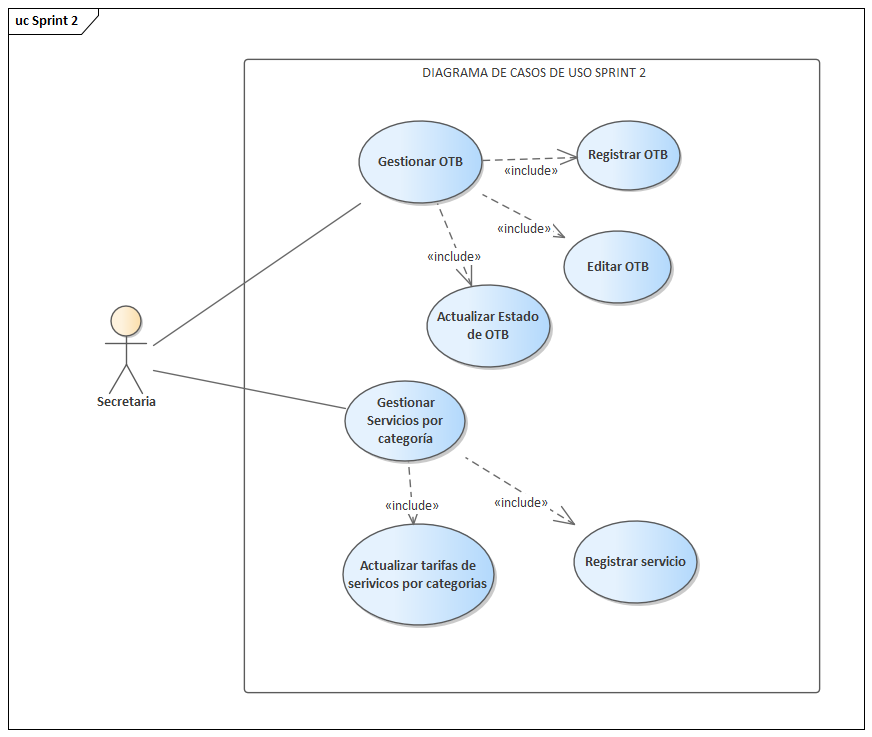 uc Sprint 2
DIAGRAMA DE CASOS DE USO SPRINT 2
Gestionar OTB
«include»
Registrar OTB
«include»
Editar OTB
«include»
Actualizar Estado
de OTB
Secretaria
Gestionar
Servicios por
categoría
«include»
«include»
Actualizar tarifas de
serivicos por categorias
Registrar servicio